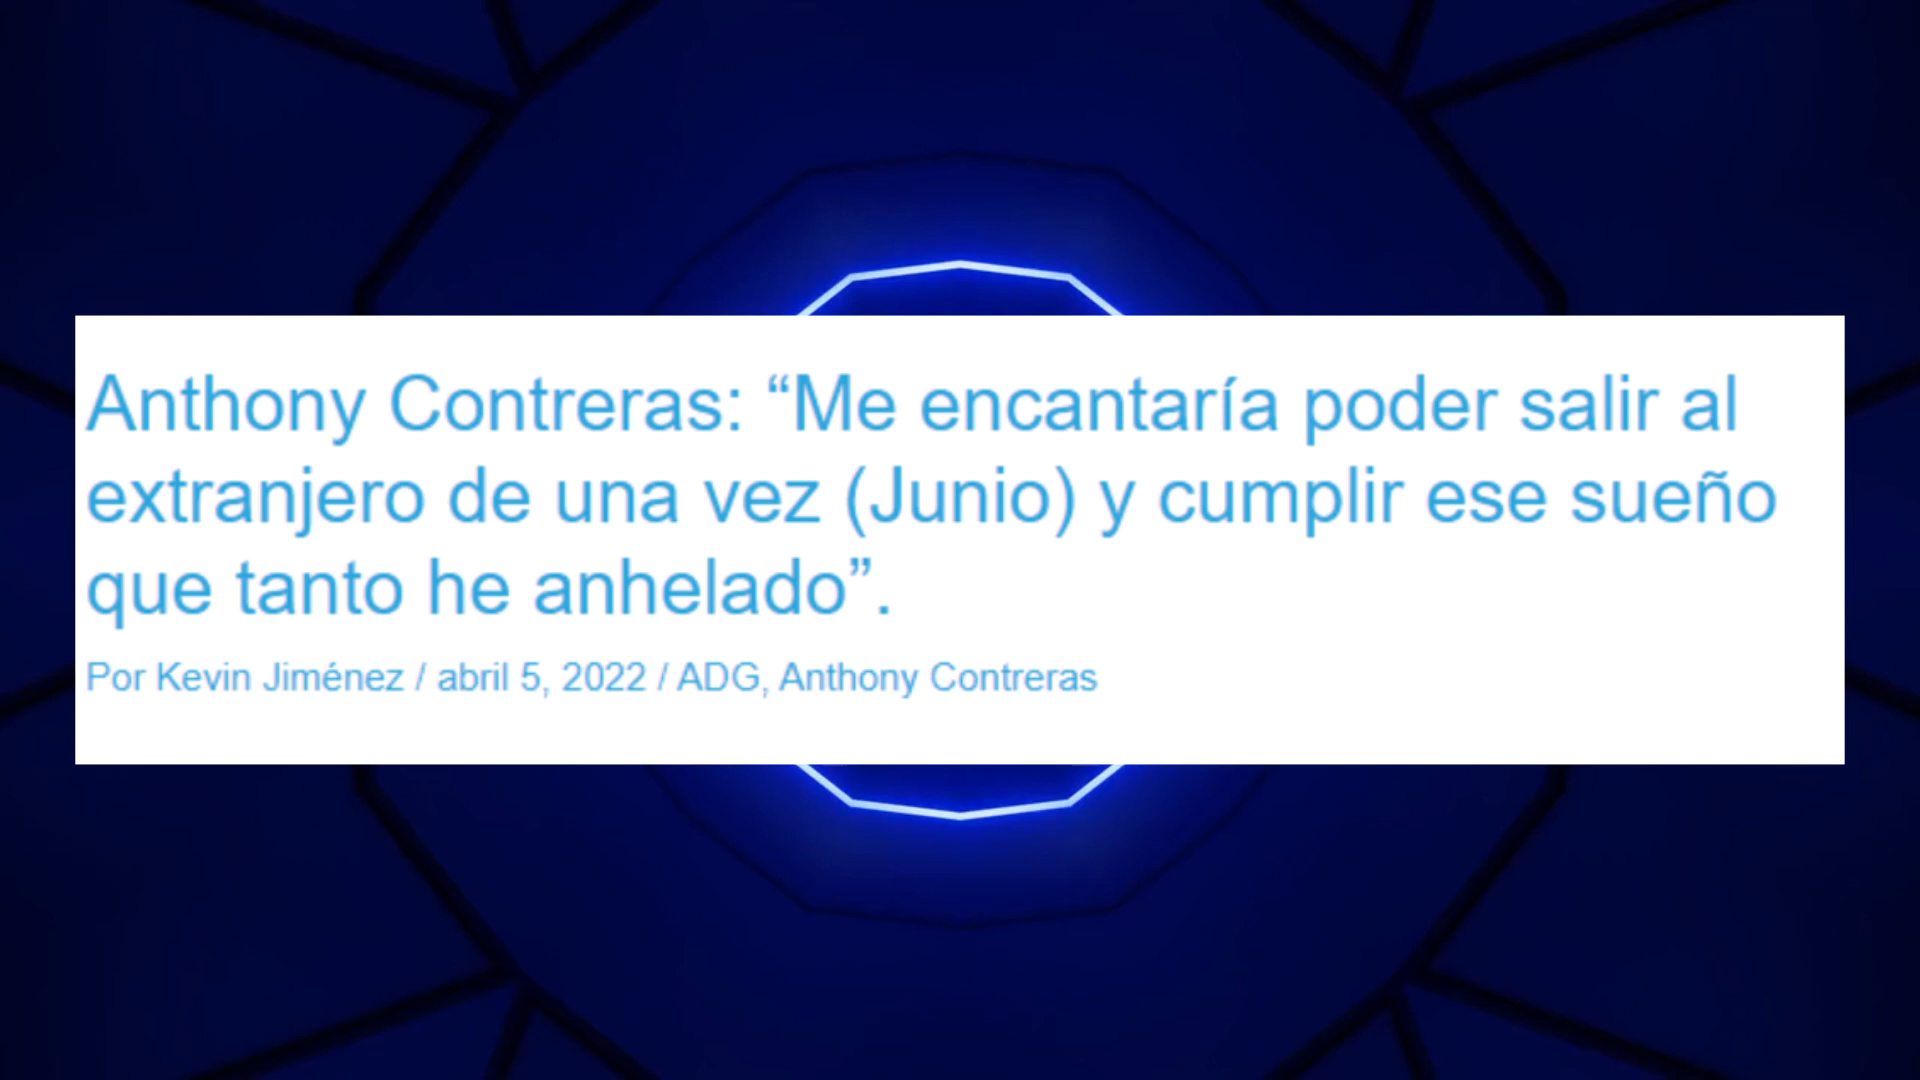 Anthony Contreras: “Me encantaría poder salir al
extranjero de una vez (Junio) y cumplir ese sueño
que tanto he anhelado”.
Por Kevin Jiménez / abril 5, 2022 / ADG, Anthony Contreras